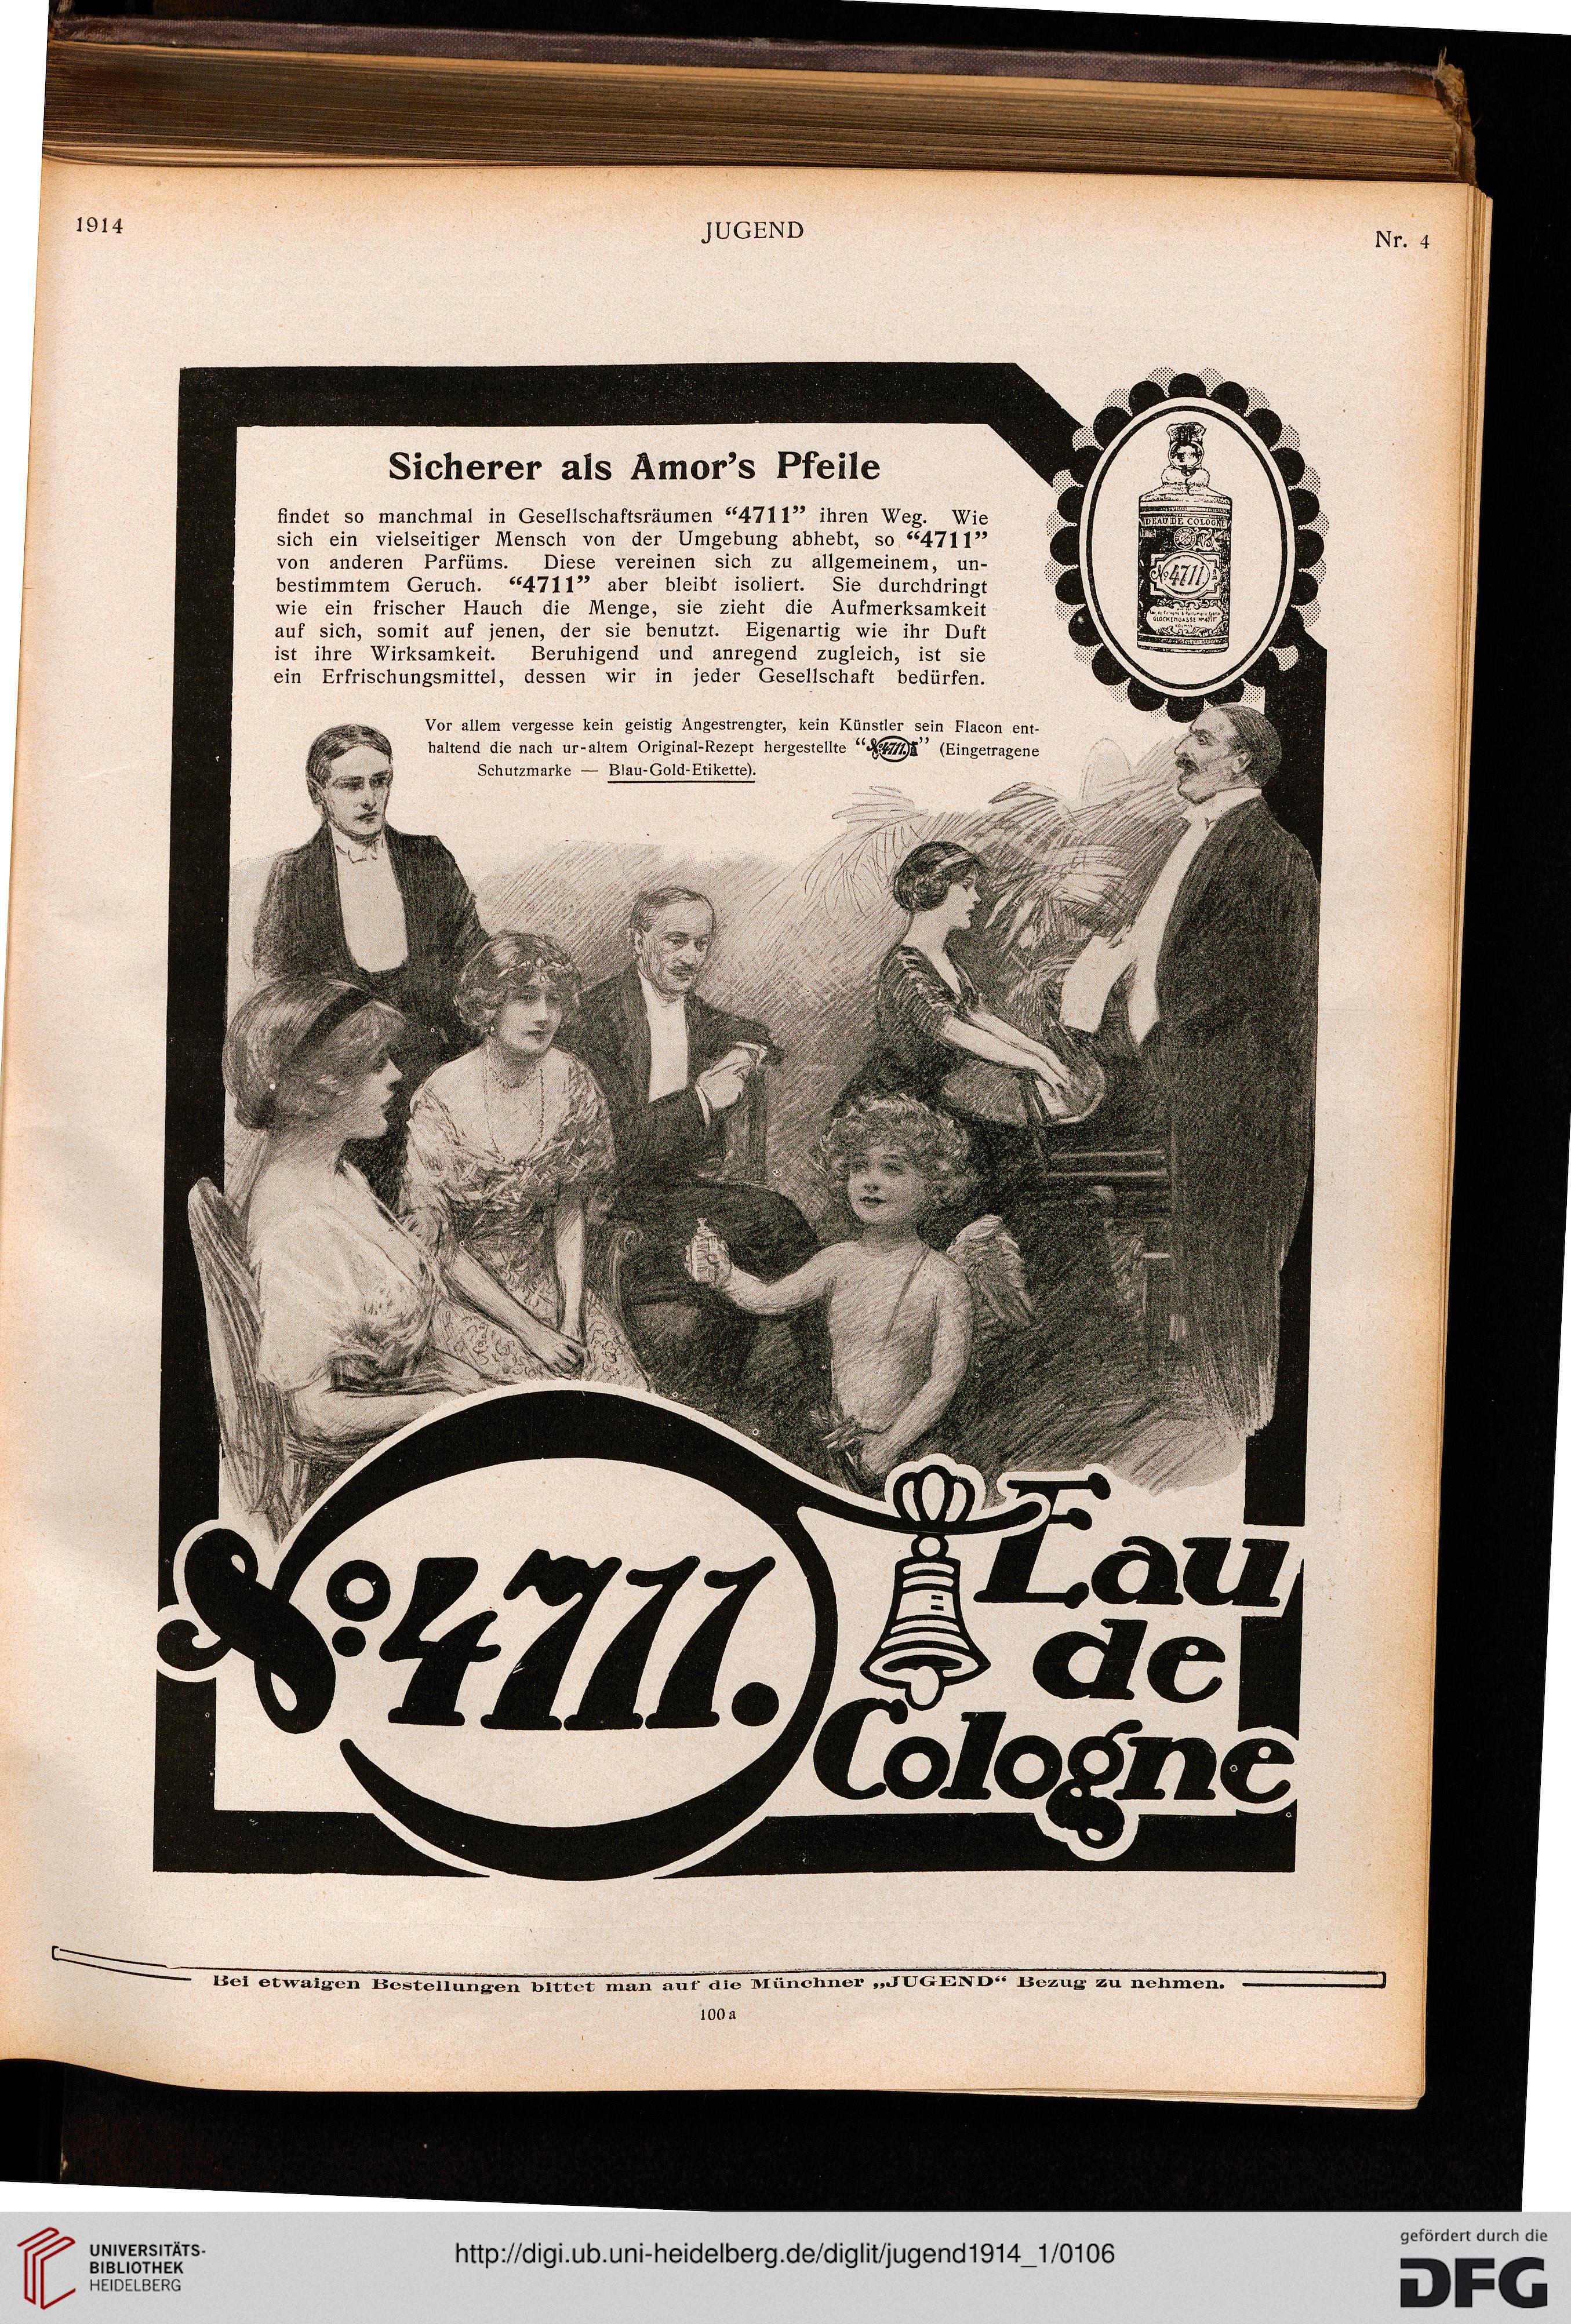 1914
JUGEND
Nr. 4
Sicherer als Amor's Pfeile
findet so manchmal in Gesellschaftsräumen “4711” ihren Weg. Wie
sich ein vielseitiger Mensch von der Umgebung abhebt, so “4711”
von anderen Parfüms. Diese vereinen sich zu allgemeinem, un-
bestimmtem Geruch. “4711” aber bleibt isoliert. Sie durchdringt
wie ein frischer Hauch die Menge, sie zieht die Aufmerksamkeit
auf sich, somit auf jenen, der sie benutzt. Eigenartig wie ihr Duft
ist ihre Wirksamkeit. Beruhigend und anregend zugleich, ist sie
ein Erfrischungsmittel, dessen wir in jeder Gesellschaft bedürfen.
EAU DE COLOGNE
No 4711
GLOCKENGASSE No 4711
Vor allem vergesse kein geistig Angestrengter, kein Künstler sein Flacon ent-
haltend die nach ur-altem Original-Rezept hergestellte “No 4711.” (Eingetragene
Schutzmarke — Blau-Gold-Etikette).
No. 4711.
Eau
de
Cologne
Bei etwaigen Bestellungen bittet man auf die Münchner „JUGEND“ Bezug zu nehmen.
100 a
UNIVERSITÄTS-
BIBLIOTHEK
HEIDELBERG
http://digi.ub.uni-heidelberg.de/diglit/jugend1914_1/0106
gefördert durch die
DFG